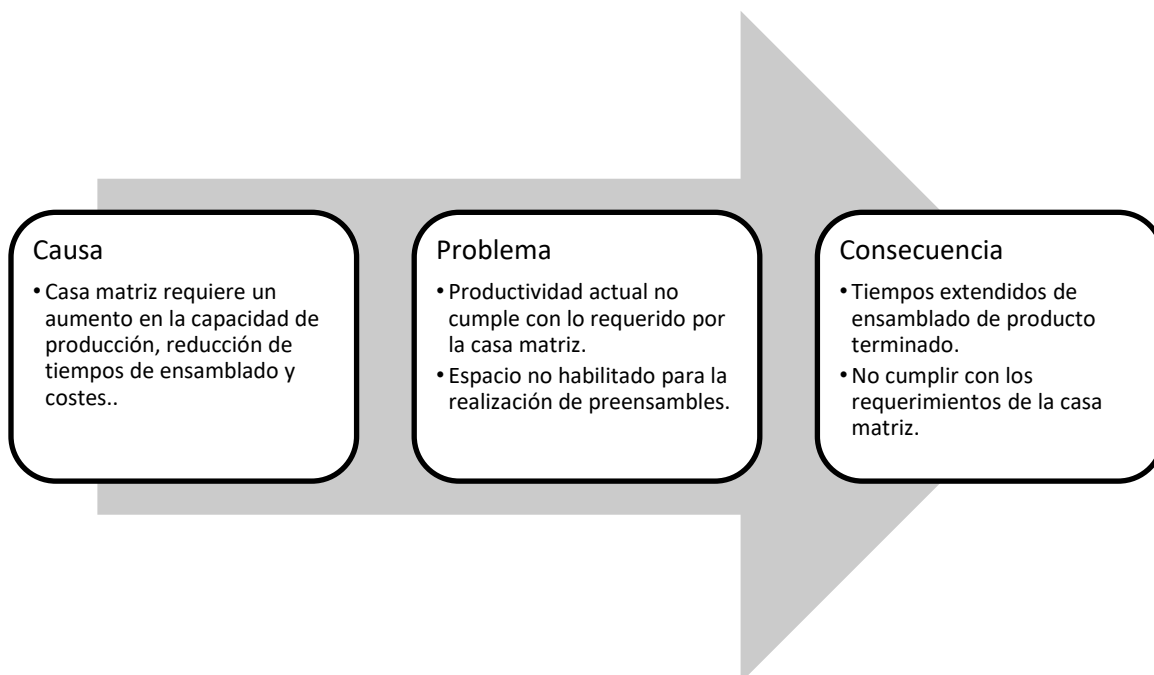 Causa
• Casa matriz requiere un
aumento en la capacidad de
producción, reducción de
tiempos de ensamblado y
costes..
Problema
• Productividad actual no
cumple con lo requerido por
la casa matriz.
• Espacio no habilitado para la
realización de preensambles.
Consecuencia
• Tiempos extendidos de
ensamblado de producto
terminado.
• No cumplir con los
requerimientos de la casa
matriz.